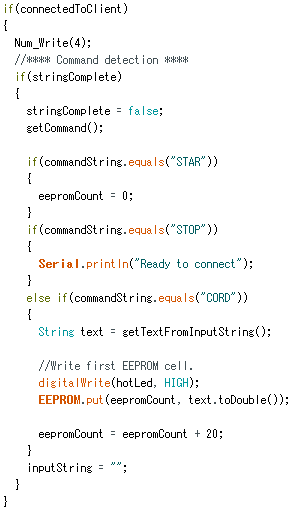 if(connectedToClient)
{
  Num_Write(4);
  //**** Command detection ****
  if(stringComplete)
  {
    stringComplete = false;
    getCommand();

    if(commandString.equals("STAR"))
    {
      eepromCount = 0;
    }
    if(commandString.equals("STOP"))
    {
      Serial.println("Ready to connect");
    }
    else if(commandString.equals("CORD"))
    {
      String text = getTextFromInputString();

      //Write first EEPROM cell.
      digitalWrite(hotLed, HIGH);
      EEPROM.put(eepromCount, text.toDouble());

      eepromCount = eepromCount + 20;
    }
    inputString = "";
  }
}